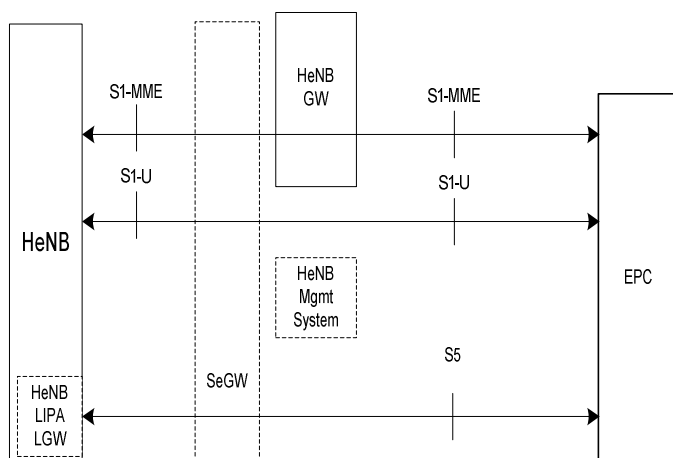 HeNB
GW
S1-MME
S1-MME
S1-U
S1-U
HeNB
HeNB
Mgmt
System
EPC
S5
SeGW
HeNB
LIPA
LGW